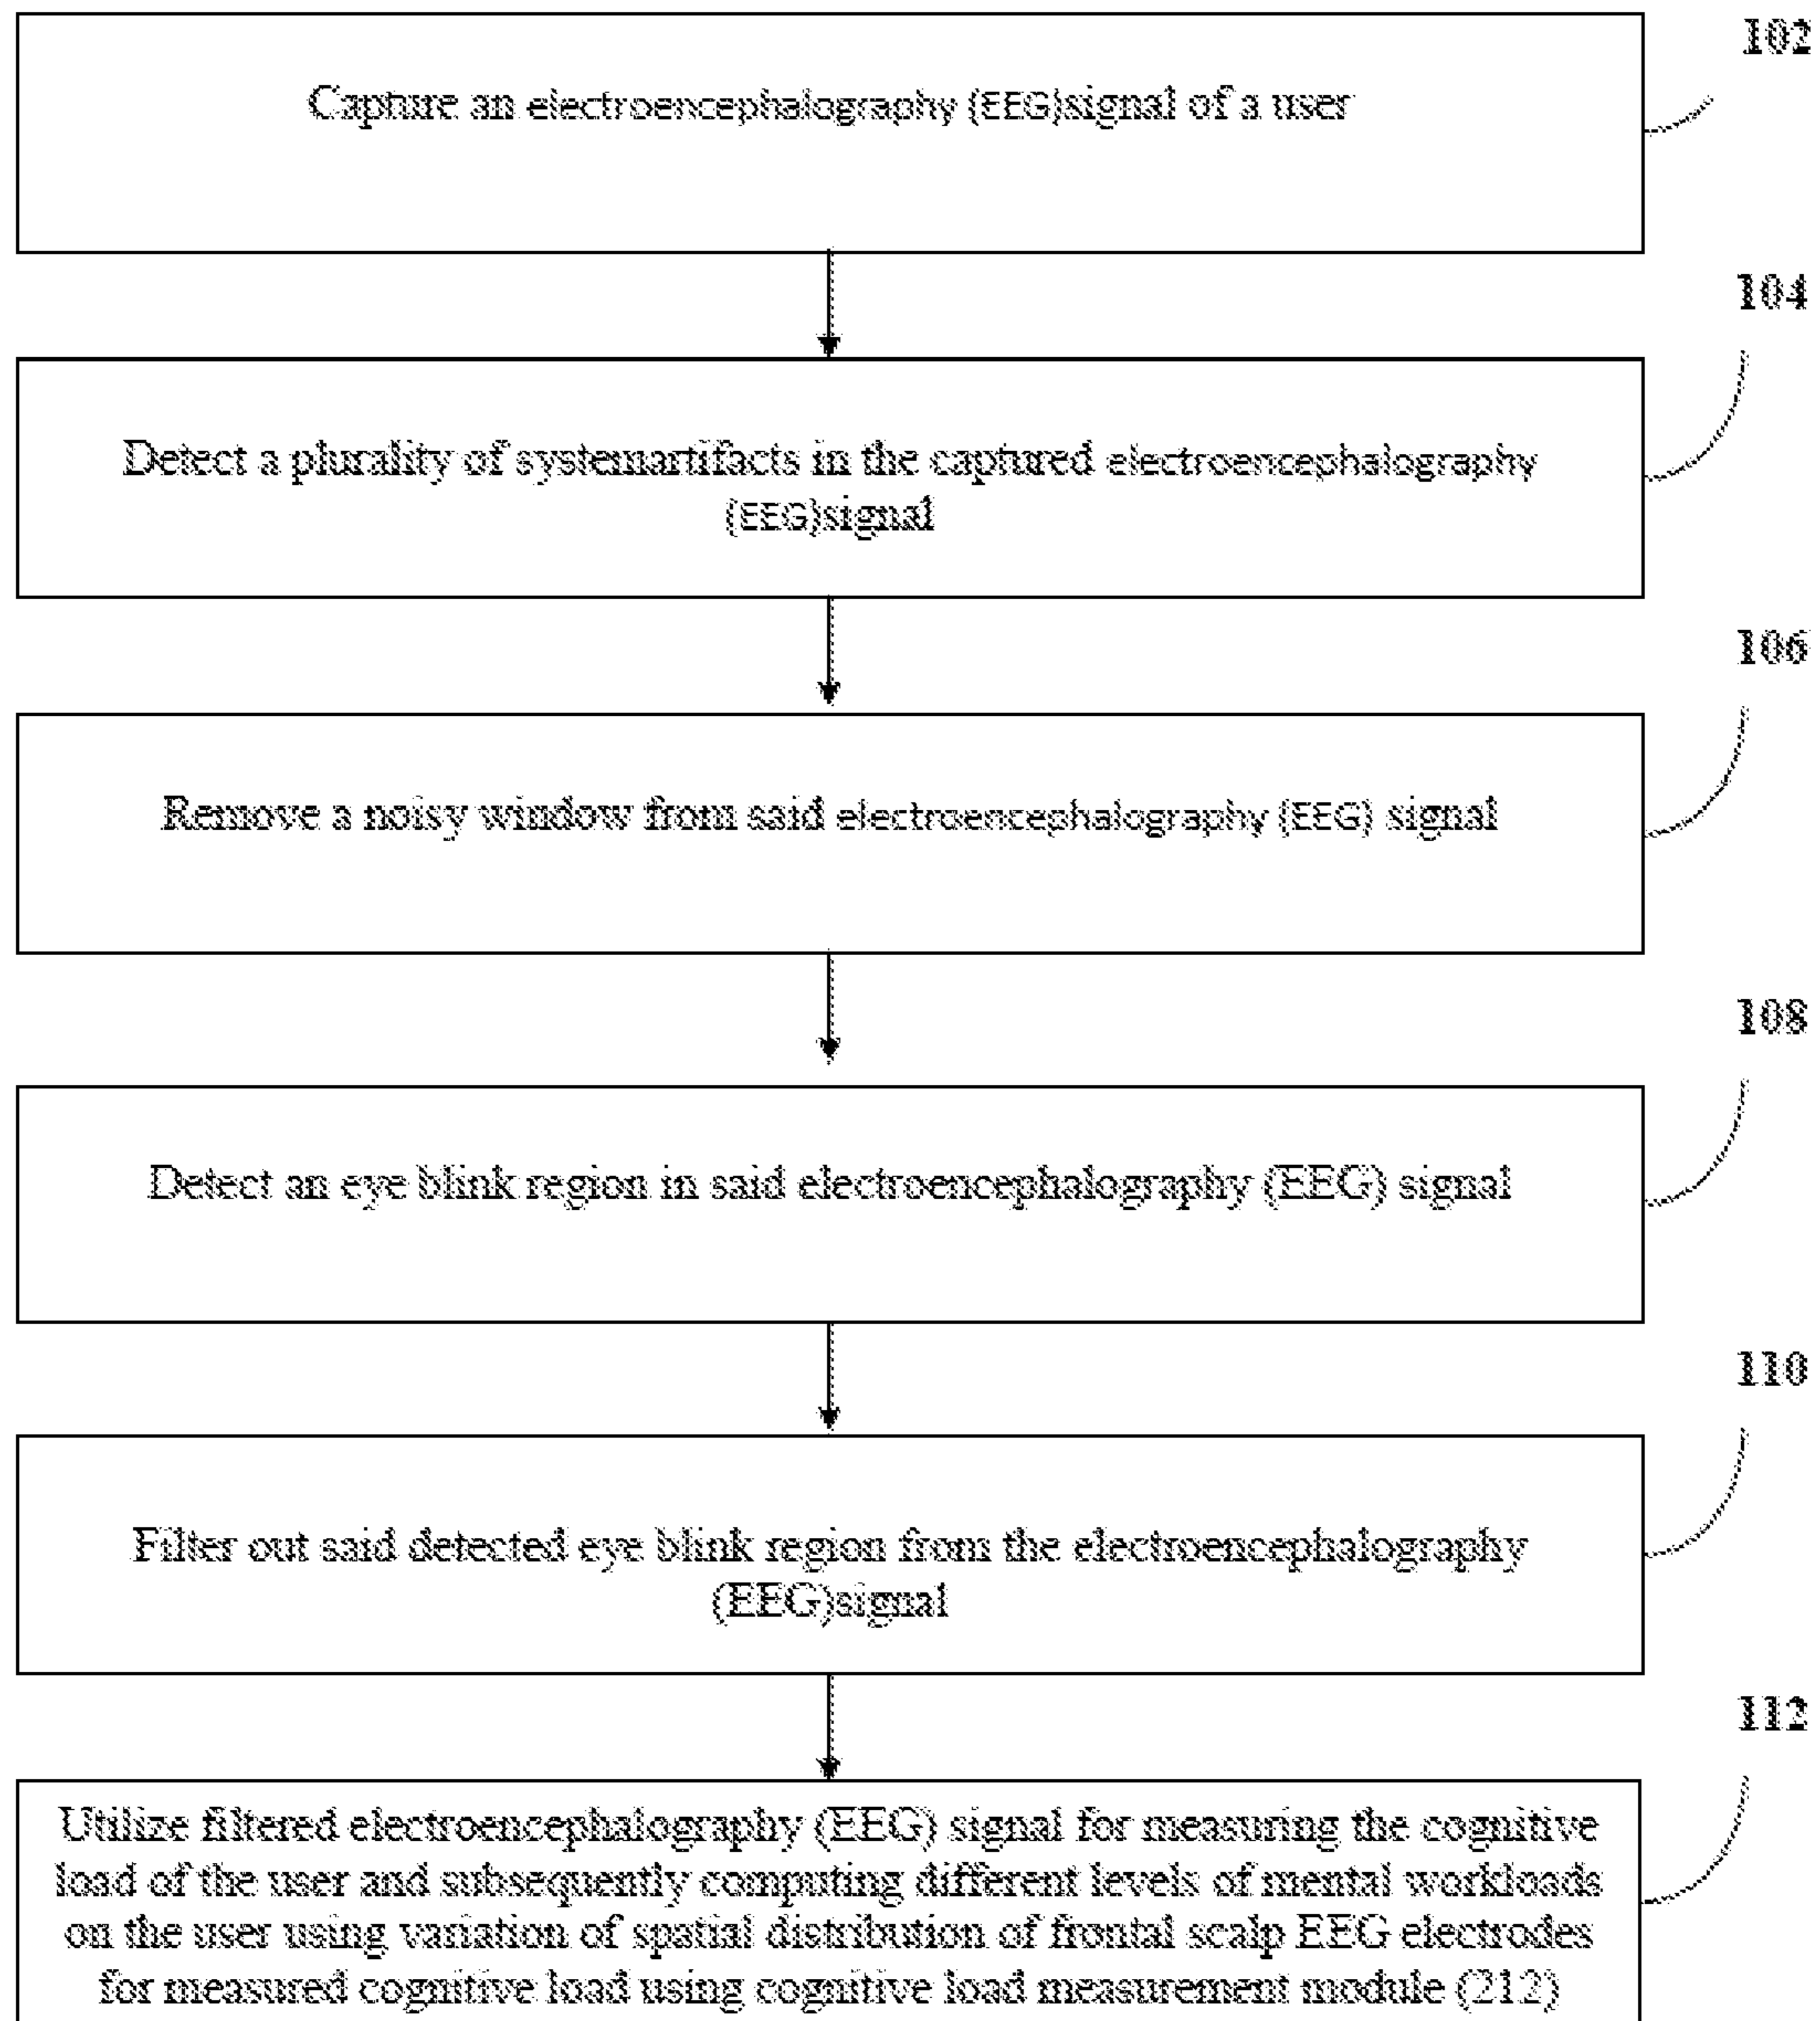 102
Capture an electroencephalography (EEG)signal of a user
104
Detect a plurality of systemartifacts in the captured electroencephalography
(EEG)signal
106
Remove a noisy window from said electroencephalography (EEG) signal
108
Detect an eye blink region in said electroencephalography (EEG) signal
110
Filter out said detected eye blink region from the electroencephalography
(EEG)signal
112
Utilize filtered electroencephalography (EEG) signal for measuring the cognitive
load of the user and subsequently computing different levels of mental workloads
on the user using variation of spatial distribution of frontal scalp EEG electrodes
for measured cognitive load using cognitive load measurement module (212)